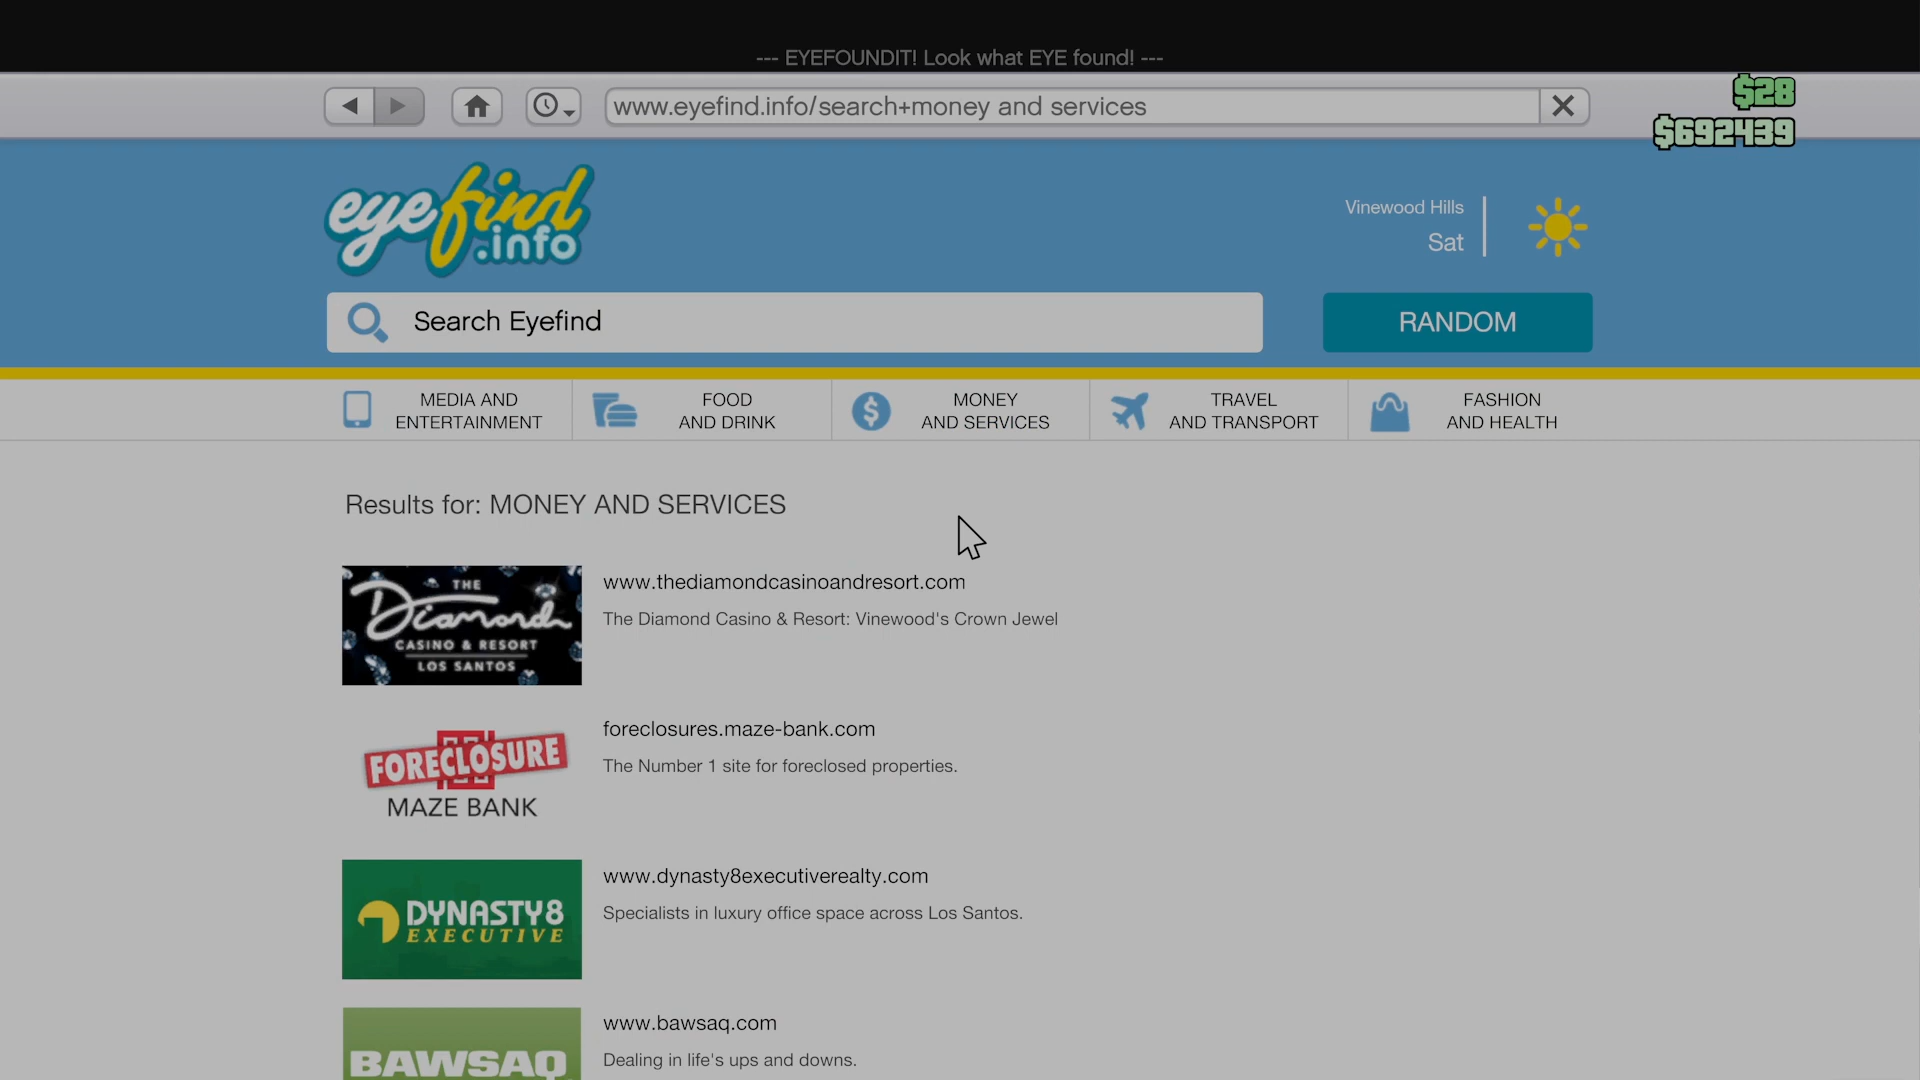 --- EYEFOUNDIT! Look what EYE found! ---
www.eyefind.info/search+money and services
$28
$692439
eyefind
.info
Vinewood Hills
Sat
Search Eyefind
RANDOM
MEDIA AND
ENTERTAINMENT
FOOD
AND DRINK
MONEY
AND SERVICES
TRAVEL
AND TRANSPORT
FASHION
AND HEALTH
Results for: MONEY AND SERVICES
THE
Diamond
CASINO & RESORT
LOS SANTOS
www.thediamondcasinoandresort.com
The Diamond Casino & Resort: Vinewood's Crown Jewel
FORECLOSURE
MAZE BANK
foreclosures.maze-bank.com
The Number 1 site for foreclosed properties.
DYNASTY8
EXECUTIVE
www.dynasty8executiverealty.com
Specialists in luxury office space across Los Santos.
BAWSAQ
www.bawsaq.com
Dealing in life's ups and downs.